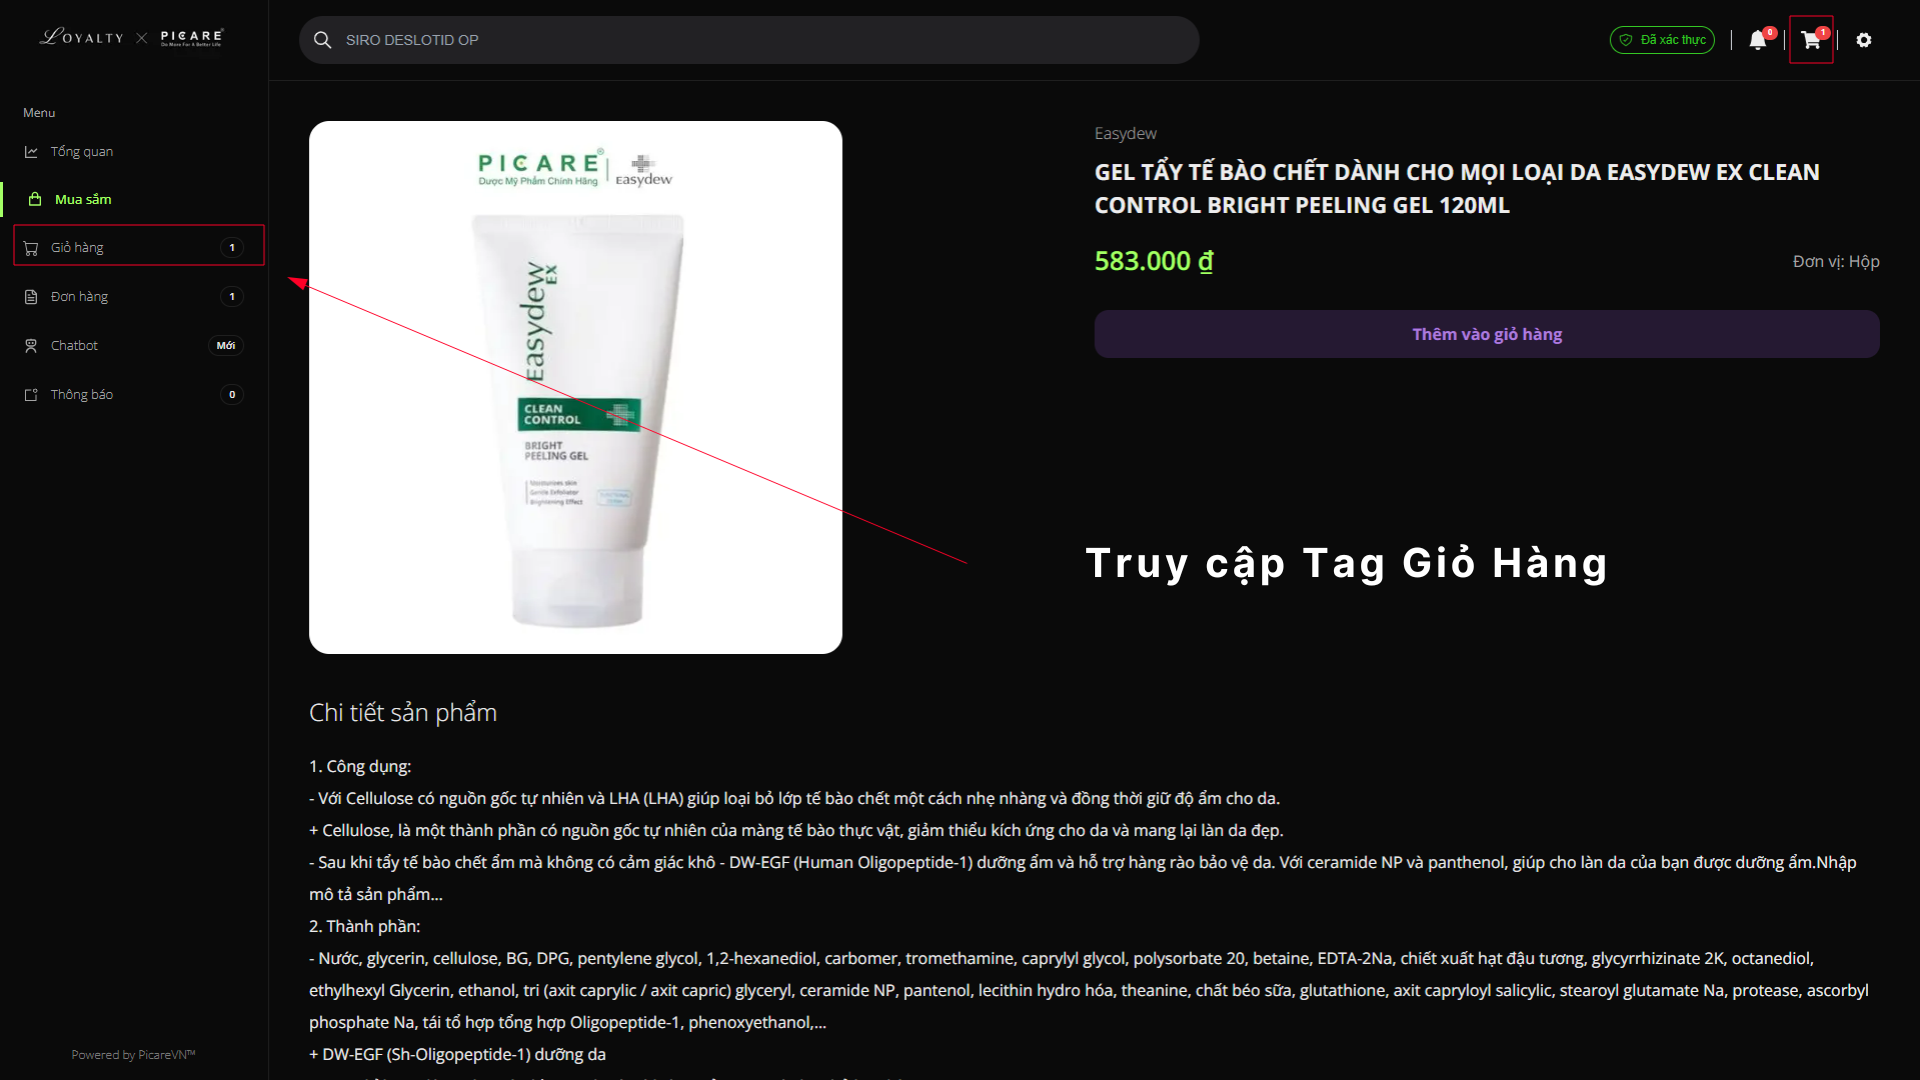 LOYALTY × PICARE
Do More For A Better Life
SIRO DESLOTID OP
Đã xác thực
0
1
Menu
Tổng quan
Mua sắm
Giỏ hàng 1
Đơn hàng 1
Chatbot Mới
Thông báo 0
Powered by PicareVN™
PICARE®
Dược Mỹ Phẩm Chính Hãng
easydew
Easydew EX
CLEAN
CONTROL
BRIGHT
PEELING GEL
Moisturizes skin
Gentle Exfoliator
Brightening Effect
Easydew
GEL TẨY TẾ BÀO CHẾT DÀNH CHO MỌI LOẠI DA EASYDEW EX CLEAN
CONTROL BRIGHT PEELING GEL 120ML
583.000 ₫
Đơn vị: Hộp
Thêm vào giỏ hàng
Truy cập Tag Giỏ Hàng
Chi tiết sản phẩm
1. Công dụng:
- Với Cellulose có nguồn gốc tự nhiên và LHA (LHA) giúp loại bỏ lớp tế bào chết một cách nhẹ nhàng và đồng thời giữ độ ẩm cho da.
+ Cellulose, là một thành phần có nguồn gốc tự nhiên của màng tế bào thực vật, giảm thiểu kích ứng cho da và mang lại làn da đẹp.
- Sau khi tẩy tế bào chết ẩm mà không có cảm giác khô - DW-EGF (Human Oligopeptide-1) dưỡng ẩm và hỗ trợ hàng rào bảo vệ da. Với ceramide NP và panthenol, giúp cho làn da của bạn được dưỡng ẩm.Nhập
mô tả sản phẩm...
2. Thành phần:
- Nước, glycerin, cellulose, BG, DPG, pentylene glycol, 1,2-hexanediol, carbomer, tromethamine, caprylyl glycol, polysorbate 20, betaine, EDTA-2Na, chiết xuất hạt đậu tương, glycyrrhizinate 2K, octanediol,
ethylhexyl Glycerin, ethanol, tri (axit caprylic / axit capric) glyceryl, ceramide NP, pantenol, lecithin hydro hóa, theanine, chất béo sữa, glutathione, axit capryloyl salicylic, stearoyl glutamate Na, protease, ascorbyl
phosphate Na, tái tổ hợp tổng hợp Oligopeptide-1, phenoxyethanol,...
+ DW-EGF (Sh-Oligopeptide-1) dưỡng da